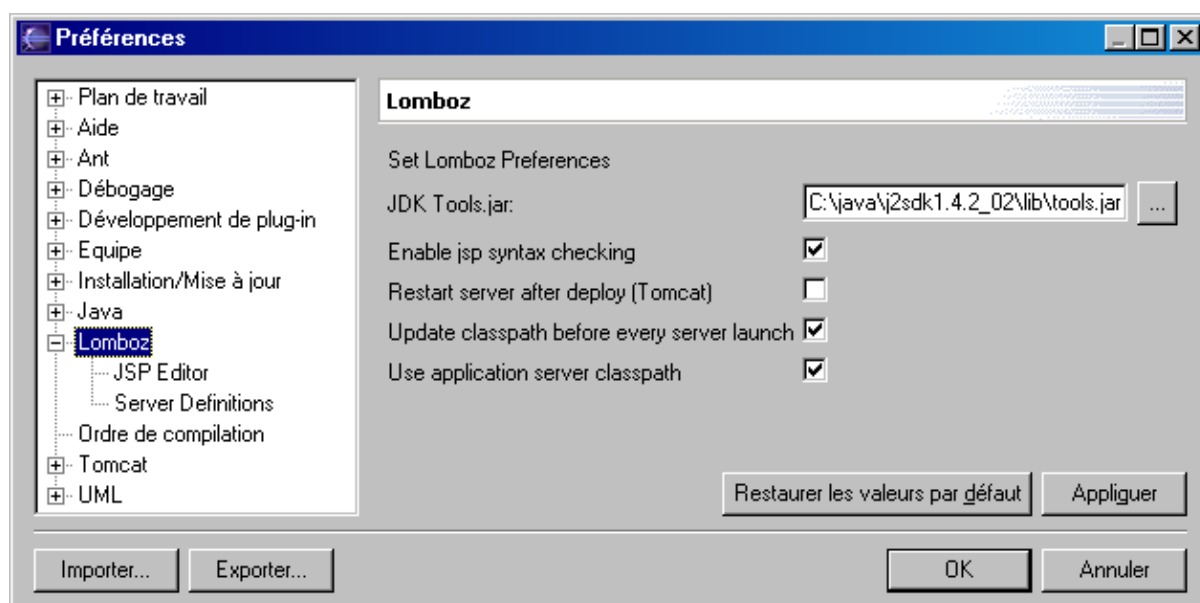 Préférences
Plan de travail
Aide
Ant
Débogage
Développement de plug-in
Equipe
Installation/Mise à jour
Java
Lomboz
JSP Editor
Server Definitions
Ordre de compilation
Tomcat
UML
Lomboz
Set Lomboz Preferences
JDK Tools.jar: C:\java\j2sdk1.4.2_02\lib\tools.jar ...
Enable jsp syntax checking
Restart server after deploy (Tomcat)
Update classpath before every server launch
Use application server classpath
Restaurer les valeurs par défaut Appliquer
Importer... Exporter... OK Annuler